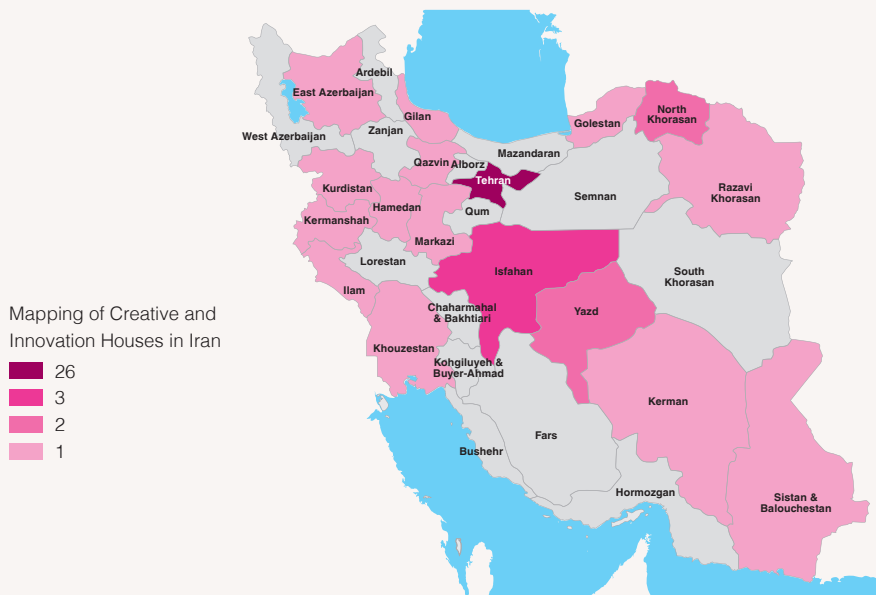 Ardebil
East Azerbaijan
West Azerbaijan
Zanjan
Gilan
Golestan
North
Khorasan
Mazandaran
Qazvin
Alborz
Tehran
Razavi
Khorasan
Semnan
Kurdistan
Hamedan
Qum
Kermanshah
Markazi
Lorestan
Isfahan
South
Khorasan
Ilam
Chaharmahal
& Bakhtiari
Yazd
Khouzestan
Kohgiluyeh &
Buyer-Ahmad
Kerman
Fars
Bushehr
Hormozgan
Sistan &
Balouchestan
Mapping of Creative and
Innovation Houses in Iran
26
3
2
1